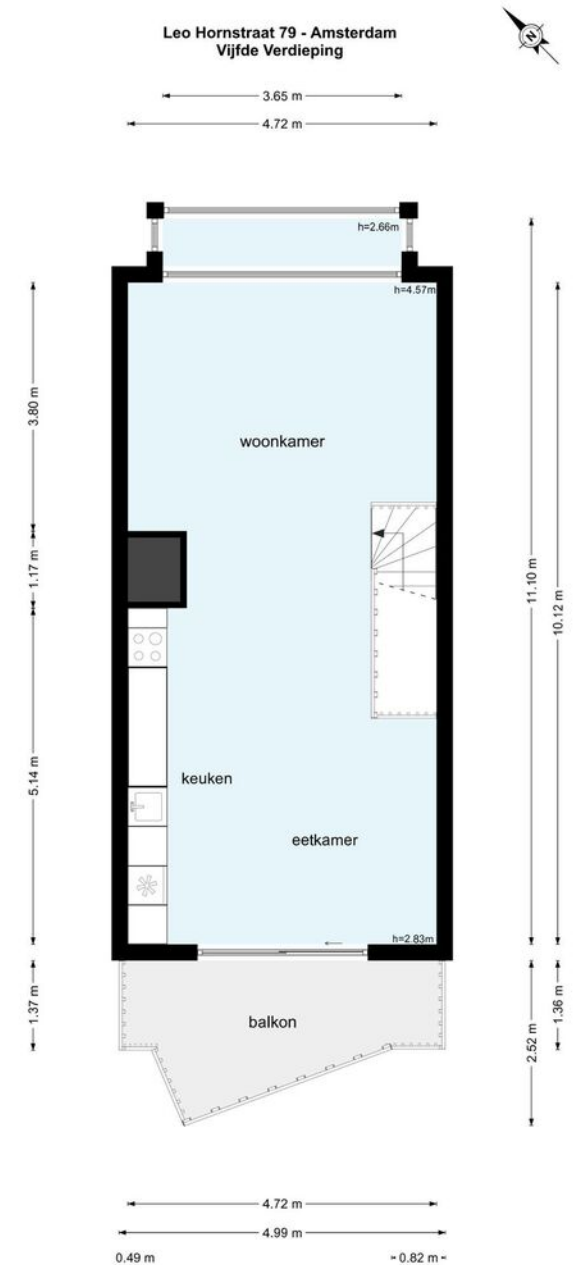 Leo Hornstraat 79 - Amsterdam
Vijfde Verdieping
N
3.65 m
4.72 m
h=2.66m
h=4.57m
3.80 m
woonkamer
1.17 m
11.10 m
10.12 m
5.14 m
keuken
eetkamer
h=2.83m
1.37 m
balkon
1.36 m
2.52 m
4.72 m
4.99 m
0.49 m
0.82 m